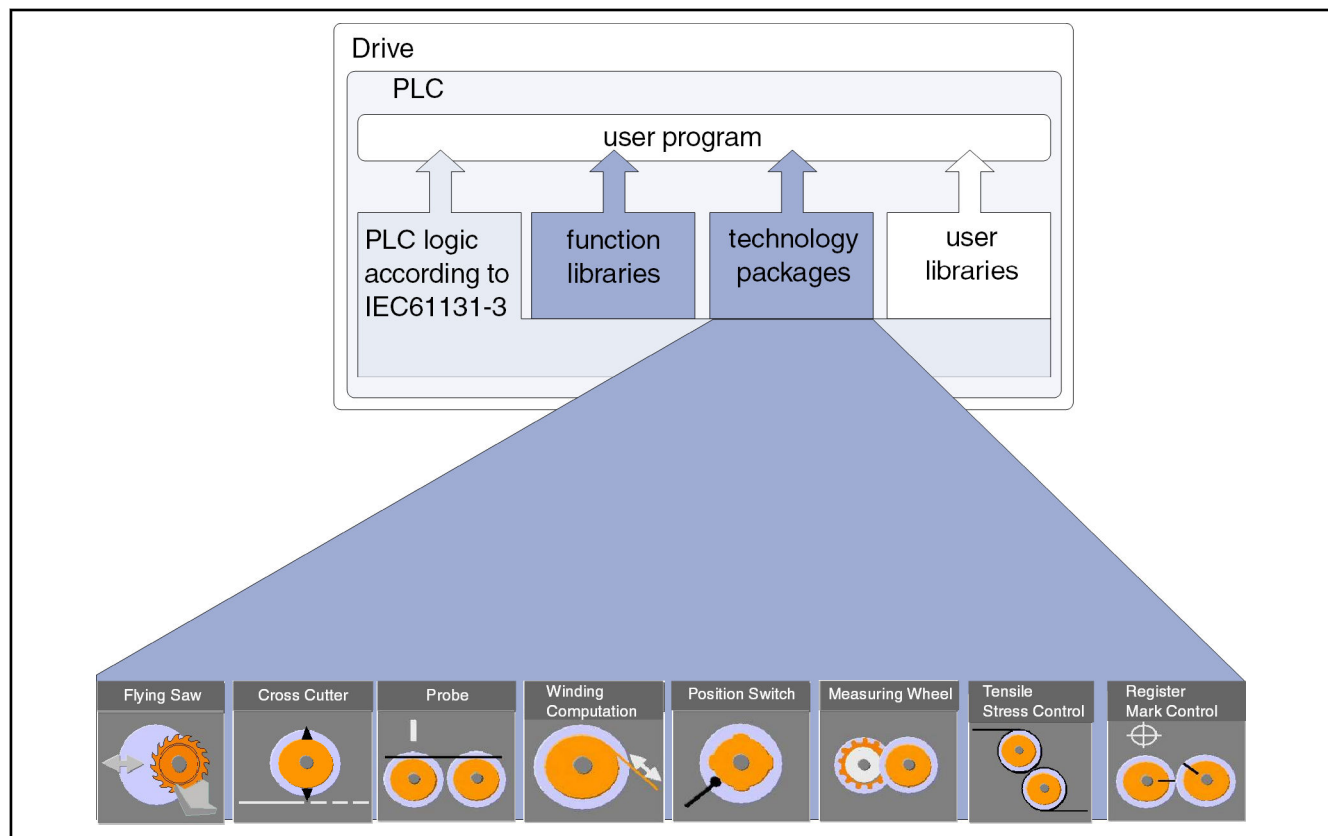 Drive
PLC
user program
PLC logic
according to
IEC61131-3
function
libraries
technology
packages
user
libraries
Flying Saw
Cross Cutter
Probe
Winding
Computation
Position Switch
Measuring Wheel
Tensile
Stress Control
Register
Mark Control